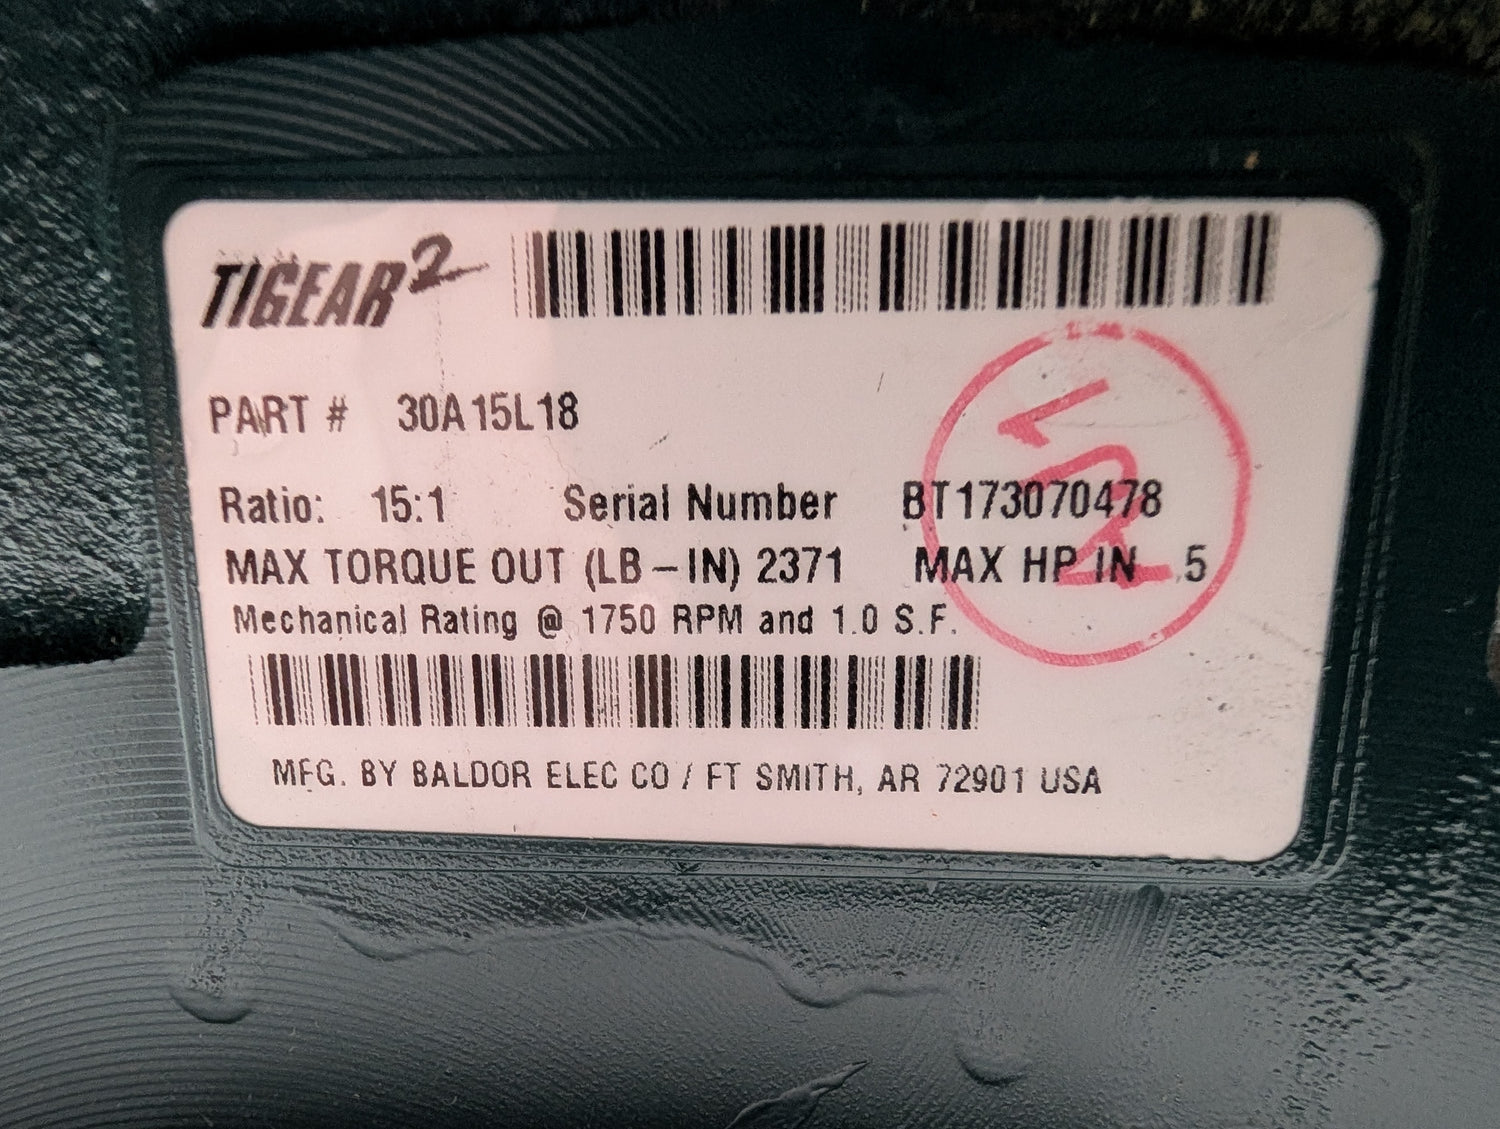 TIGEAR2
PART # 30A15L18
Ratio: 15:1 Serial Number BT173070478
MAX TORQUE OUT (LB – IN) 2371 MAX HP IN .5
Mechanical Rating @ 1750 RPM and 1.0 S.F.
MFG. BY BALDOR ELEC CO / FT SMITH, AR 72901 USA